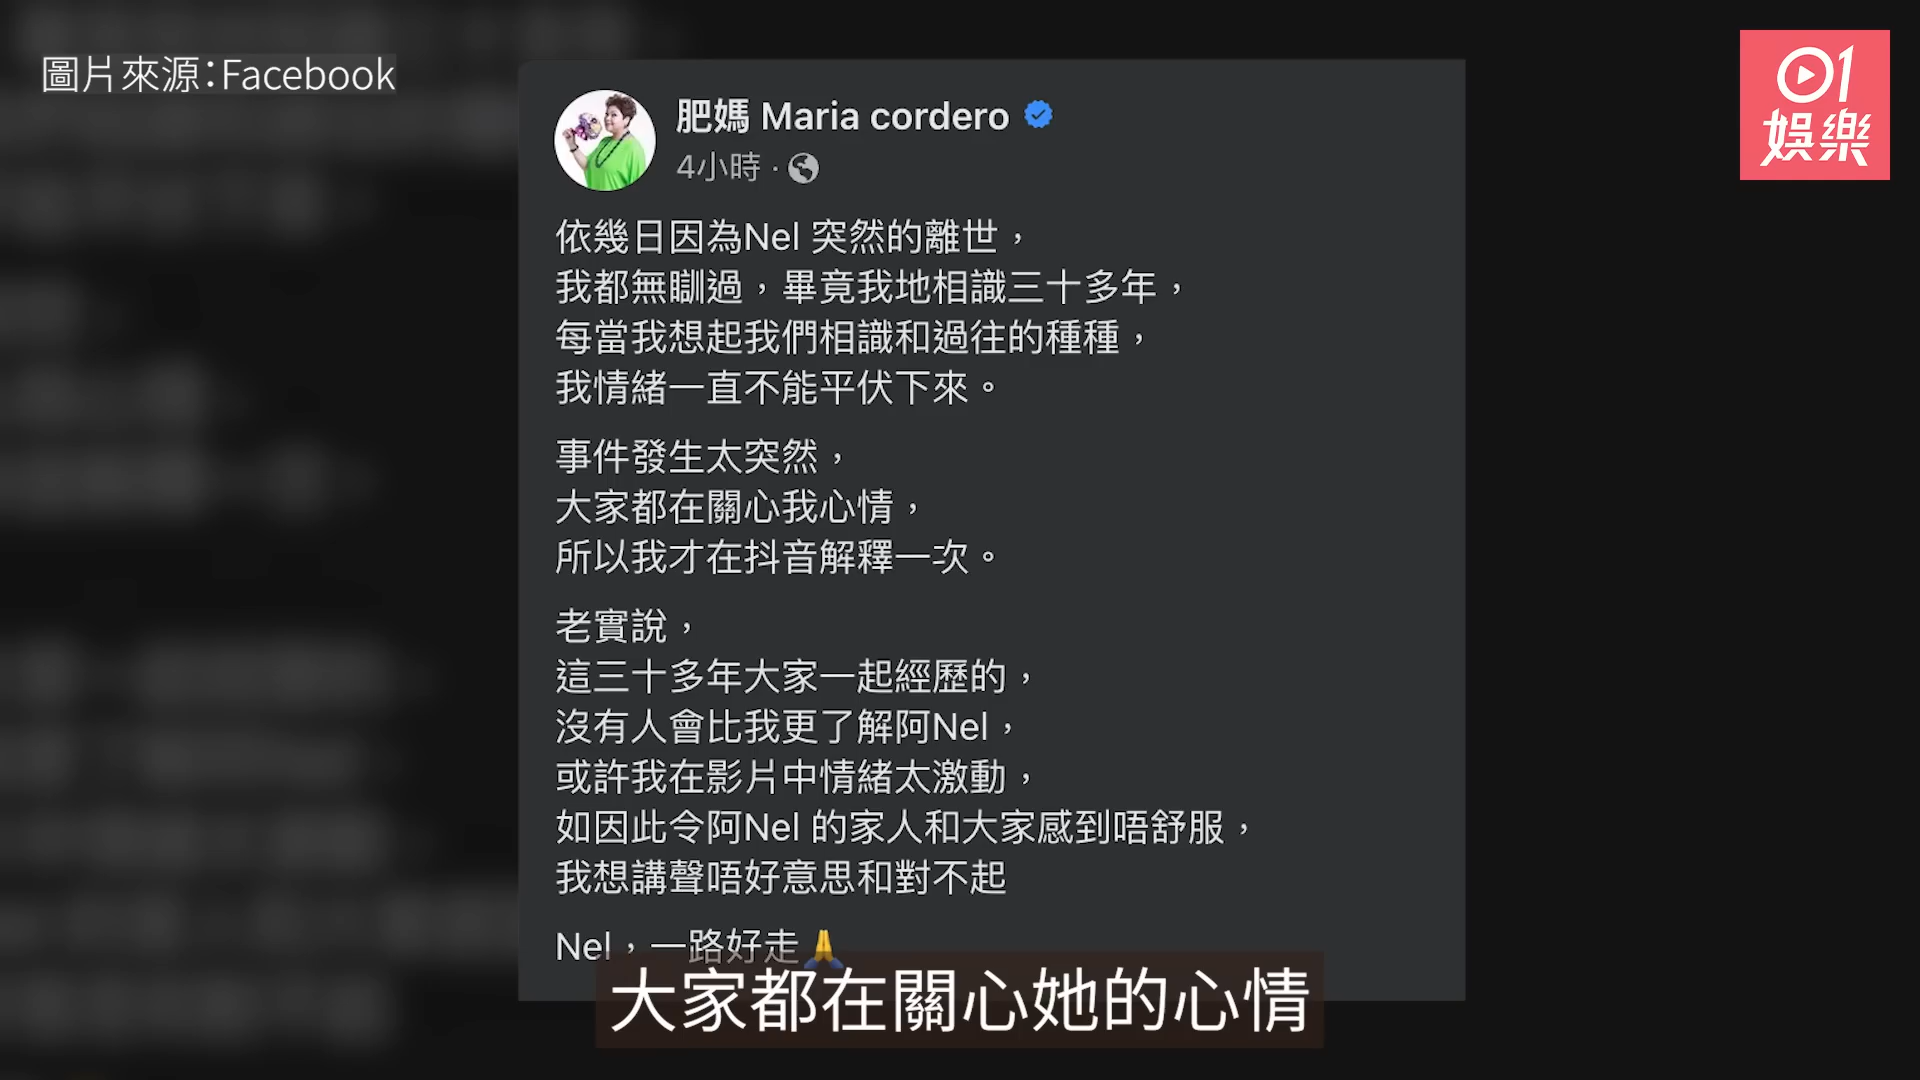 圖片來源：Facebook
01
娛樂
肥媽 Maria cordero
4小時 ·
依幾日因為Nel 突然的離世，
我都無瞓過，畢竟我地相識三十多年，
每當我想起我們相識和過往的種種，
我情緒一直不能平伏下來。
事件發生太突然，
大家都在關心我心情，
所以我才在抖音解釋一次。
老實說，
這三十多年大家一起經歷的，
沒有人會比我更了解阿Nel，
或許我在影片中情緒太激動，
如因此令阿Nel 的家人和大家感到唔舒服，
我想講聲唔好意思和對不起
Nel，一路好走🙏
大家都在關心她的心情